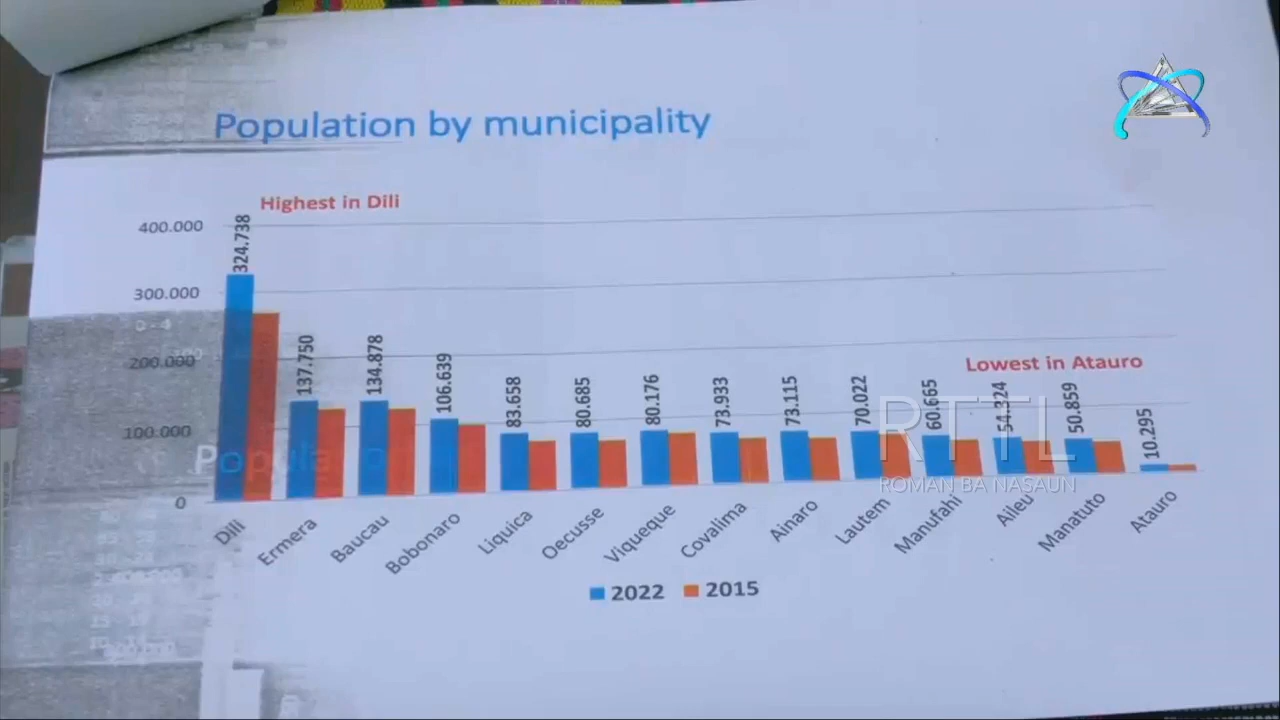 Population by municipality
Highest in Dili
400.000
300.000
200.000
100.000
0
324.738
137.750
134.878
106.639
83.658
80.685
80.176
73.933
73.115
70.022
60.665
50.859
10.295
Lowest in Atauro
RTTL
ROMAN BA NASAUN
Dili
Ermera
Baucau
Bobonaro
Liquica
Oecusse
Viqueque
Covalima
Ainaro
Lautem
Manufahi
Aileu
Manatuto
Atauro
2022 2015
0 - 4
Popula